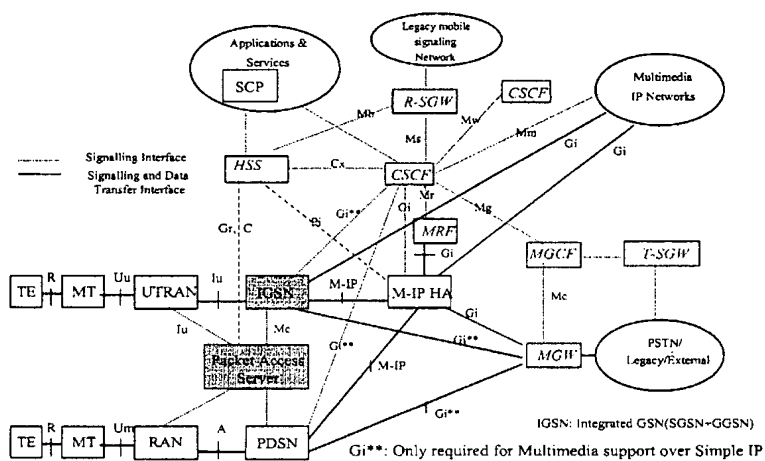 Applications &
Services
SCP
Legacy mobile
signaling
Network
R-SGW
CSCF
Multimedia
IP Networks
Mh
Ms
Mw
Mm
Gi
Gi
Signalling Interface
Signalling and Data
Transfer Interface
HSS
Cx
CSCF
Gr, C
Gi**
Gi
Mr
Mg
MRF
Gi
MGCF
T-SGW
TE
R
MT
Uu
UTRAN
Iu
IGSN
M-IP
M-IP HA
Mc
Iu
Mc
Gi
Gi**
Gi**
M-IP
MGW
PSTN/
Legacy/External
Packet Access
Server
Gi**
TE
R
MT
Um
RAN
A
PDSN
IGSN: Integrated GSN(SGSN+GGSN)
Gi**: Only required for Multimedia support over Simple IP